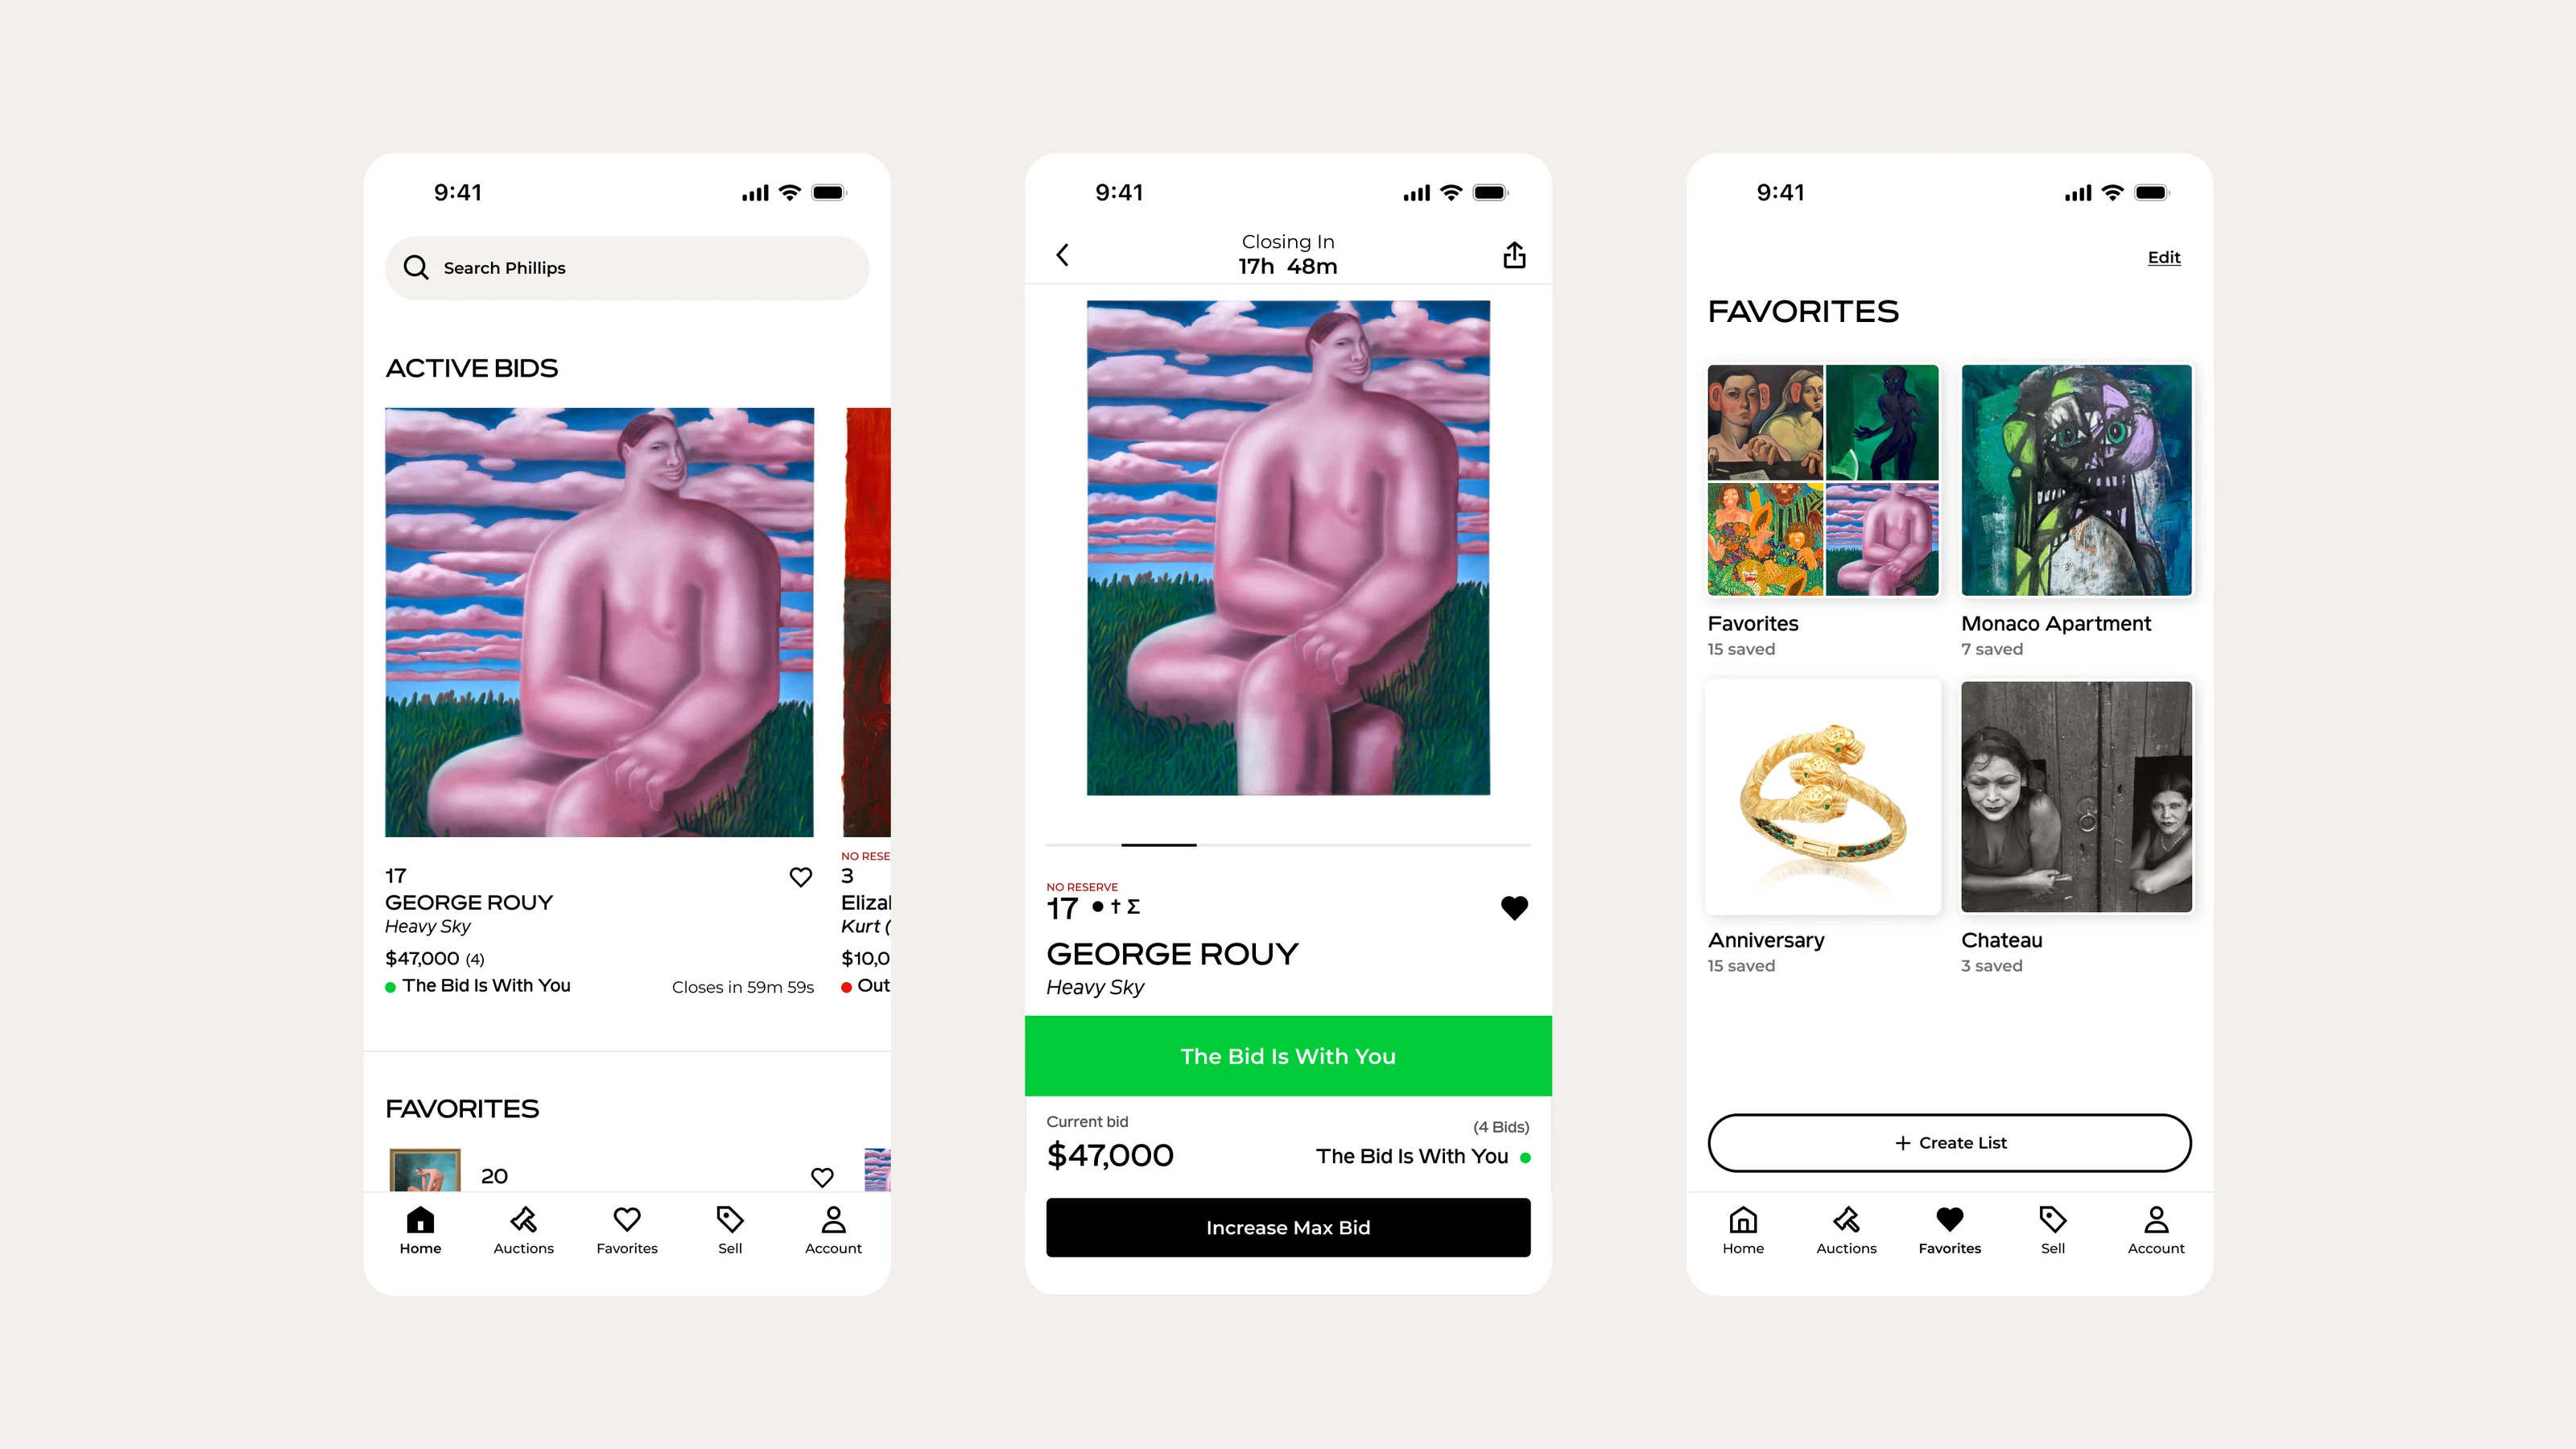 9:41
Search Phillips
ACTIVE BIDS
17
GEORGE ROUY
Heavy Sky
$47,000 (4)
The Bid Is With You
Closes in 59m 59s
NO RESE
3
Eliza
Kurt (
$10,0
Out
FAVORITES
20
Home
Auctions
Favorites
Sell
Account
9:41
Closing In
17h 48m
NO RESERVE
17 ● † Σ
GEORGE ROUY
Heavy Sky
The Bid Is With You
Current bid
(4 Bids)
$47,000
The Bid Is With You
Increase Max Bid
9:41
Edit
FAVORITES
Favorites
15 saved
Monaco Apartment
7 saved
Anniversary
15 saved
Chateau
3 saved
+ Create List
Home
Auctions
Favorites
Sell
Account